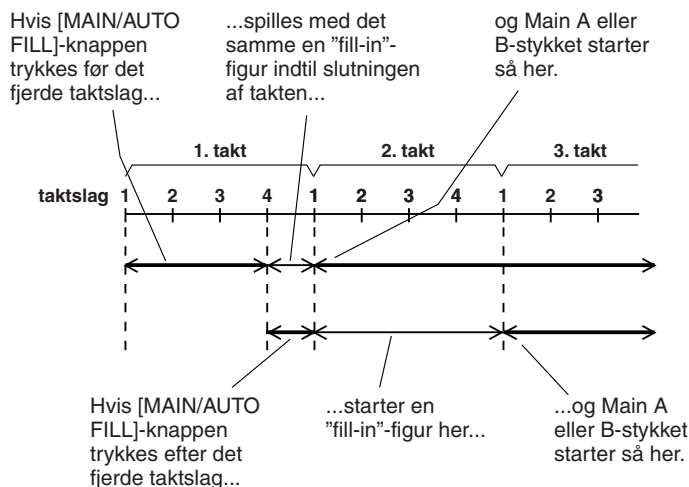 Hvis [MAIN/AUTO
FILL]-knappen
trykkes før det
fjerde taktslag...
...spilles med det
samme en ”fill-in”-
figur indtil slutningen
af takten...
og Main A eller
B-stykket starter
så her.
1. takt 2. takt 3. takt
taktslag 1 2 3 4 1 2 3 4 1 2 3
Hvis [MAIN/AUTO
FILL]-knappen
trykkes efter det
fjerde taktslag...
...starter en
”fill-in”-figur her...
...og Main A
eller B-stykket
starter så her.